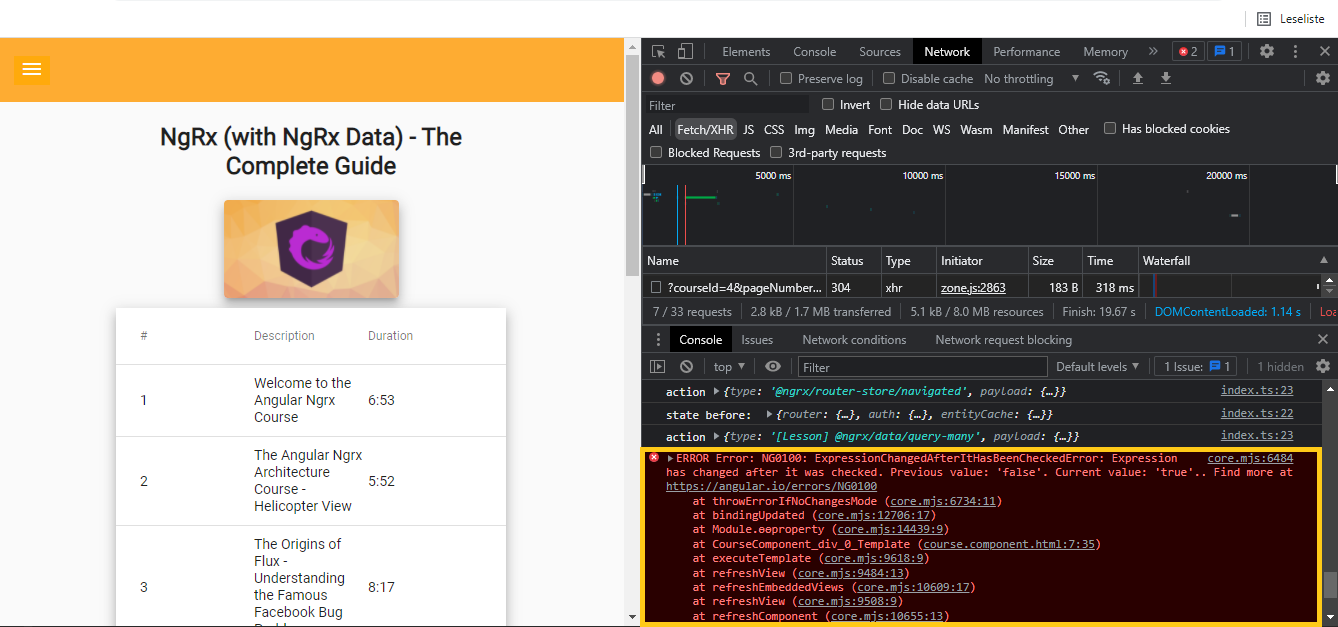 Leseliste
NgRx (with NgRx Data) - The
Complete Guide
# Description Duration
1 Welcome to the Angular Ngrx Course 6:53
2 The Angular Ngrx Architecture Course - Helicopter View 5:52
3 The Origins of Flux - Understanding the Famous Facebook Bug 8:17
Elements Console Sources Network Performance Memory » 2 1
Preserve log Disable cache No throttling
Filter Invert Hide data URLs
All Fetch/XHR JS CSS Img Media Font Doc WS Wasm Manifest Other Has blocked cookies
Blocked Requests 3rd-party requests
5000 ms 10000 ms 15000 ms 20000 ms
Name Status Type Initiator Size Time Waterfall
?courseId=4&pageNumber... 304 xhr zone.js:2863 183 B 318 ms
7 / 33 requests 2.8 kB / 1.7 MB transferred 5.1 kB / 8.0 MB resources Finish: 19.67 s DOMContentLoaded: 1.14 s Loa
Console Issues Network conditions Network request blocking
top Filter Default levels 1 Issue: 1 1 hidden
action {type: '@ngrx/router-store/navigated', payload: {…}} index.ts:23
state before: {router: {…}, auth: {…}, entityCache: {…}} index.ts:22
action {type: '[Lesson] @ngrx/data/query-many', payload: {…}} index.ts:23
ERROR Error: NG0100: ExpressionChangedAfterItHasBeenCheckedError: Expression core.mjs:6484
has changed after it was checked. Previous value: 'false'. Current value: 'true'.. Find more at
https://angular.io/errors/NG0100
at throwErrorIfNoChangesMode (core.mjs:6734:11)
at bindingUpdated (core.mjs:12706:17)
at Module.ɵɵproperty (core.mjs:14439:9)
at CourseComponent_div_0_Template (course.component.html:7:35)
at executeTemplate (core.mjs:9618:9)
at refreshView (core.mjs:9484:13)
at refreshEmbeddedViews (core.mjs:10609:17)
at refreshView (core.mjs:9508:9)
at refreshComponent (core.mjs:10655:13)